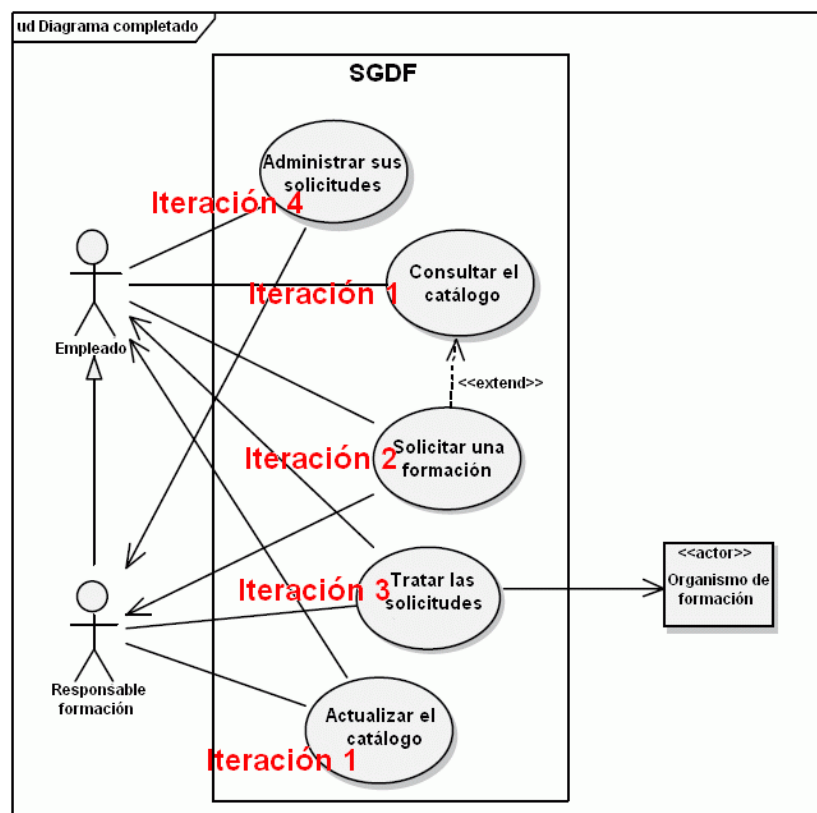 ud Diagrama completado
SGDF
Administrar sus
solicitudes
Iteración 4
Consultar el
catálogo
Iteración 1
Empleado
<<extend>>
Solicitar una
formación
Iteración 2
<<actor>>
Organismo de
formación
Tratar las
solicitudes
Iteración 3
Responsable
formación
Actualizar el
catálogo
Iteración 1